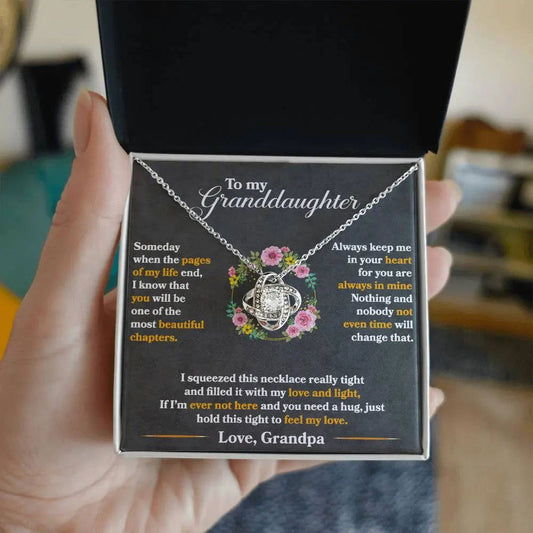 To my
Granddaughter
Someday
when the pages
of my life end,
I know that
you will be
one of the
most beautiful
chapters.
Always keep me
in your heart
for you are
always in mine
Nothing and
nobody not
even time will
change that.
I squeezed this necklace really tight
and filled it with my love and light,
If I'm ever not here and you need a hug, just
hold this tight to feel my love.
Love, Grandpa